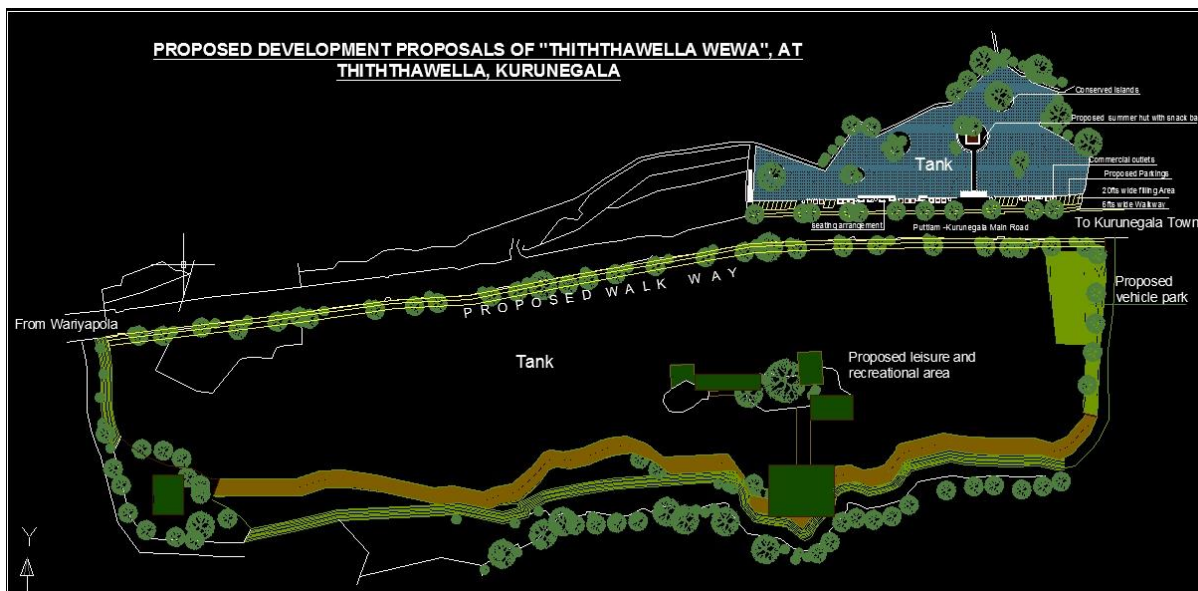 PROPOSED DEVELOPMENT PROPOSALS OF "THITHTHAWELLA WEWA", AT
THITHTHAWELLA, KURUNEGALA
Conserved Islands
Proposed summer hut with snack ba
Tank
Commercial outlets
Proposed Parkings
20fts wide filling Area
6fts wide Walkway
seating arrangement
Puttlam -Kurunegala Main Road
To Kurunegala Town
PROPOSED WALK WAY
Proposed
vehicle park
From Wariyapola
Tank
Proposed leisure and
recreational area
Y